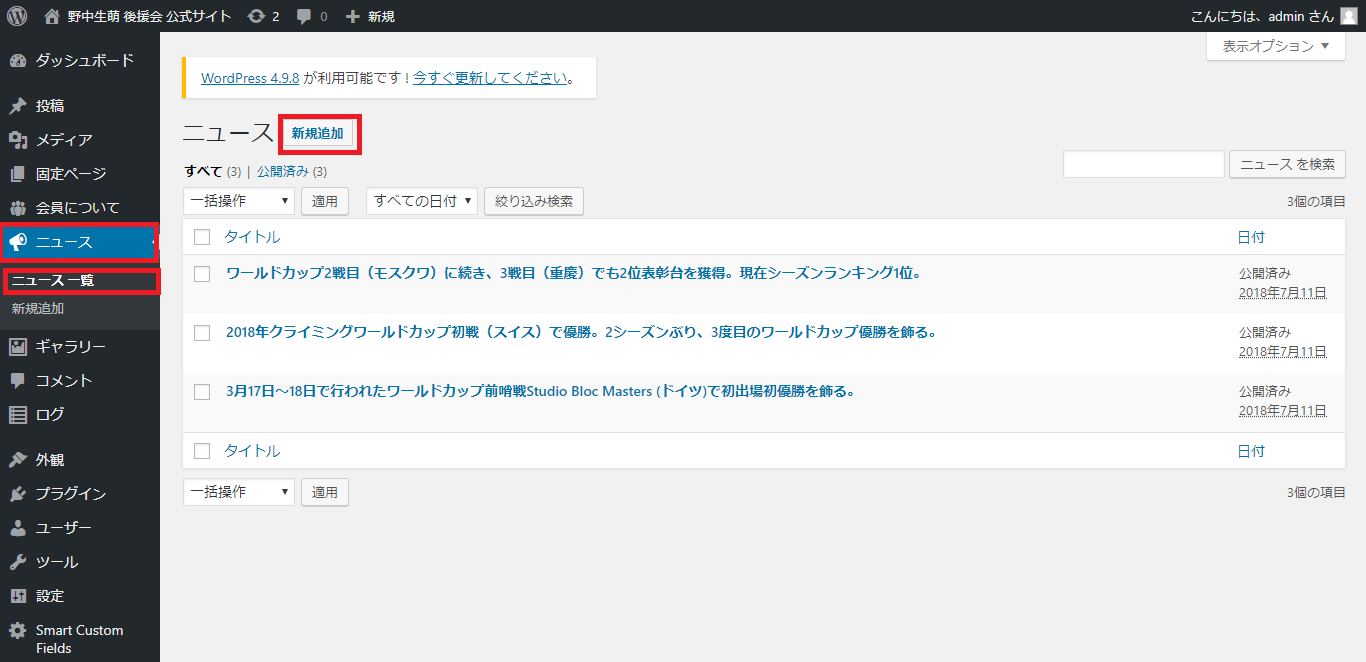 野中生萌 後援会 公式サイト 2 0 新規 こんにちは、admin さん
表示オプション ▼
ダッシュボード
投稿
メディア
固定ページ
会員について
ニュース
ニュース一覧
新規追加
ギャラリー
コメント
ログ
外観
プラグイン
ユーザー
ツール
設定
Smart Custom
Fields
WordPress 4.9.8 が利用可能です ! 今すぐ更新してください。
ニュース 新規追加
すべて (3) | 公開済み (3)
ニュース を検索
一括操作 ▼ 適用 すべての日付 ▼ 絞り込み検索 3個の項目
タイトル 日付
ワールドカップ2戦目（モスクワ）に続き、3戦目（重慶）でも2位表彰台を獲得。現在シーズンランキング1位。 公開済み
2018年7月11日
2018年クライミングワールドカップ初戦（スイス）で優勝。2シーズンぶり、3度目のワールドカップ優勝を飾る。 公開済み
2018年7月11日
3月17日～18日で行われたワールドカップ前哨戦Studio Bloc Masters (ドイツ)で初出場初優勝を飾る。 公開済み
2018年7月11日
タイトル 日付
一括操作 ▼ 適用 3個の項目